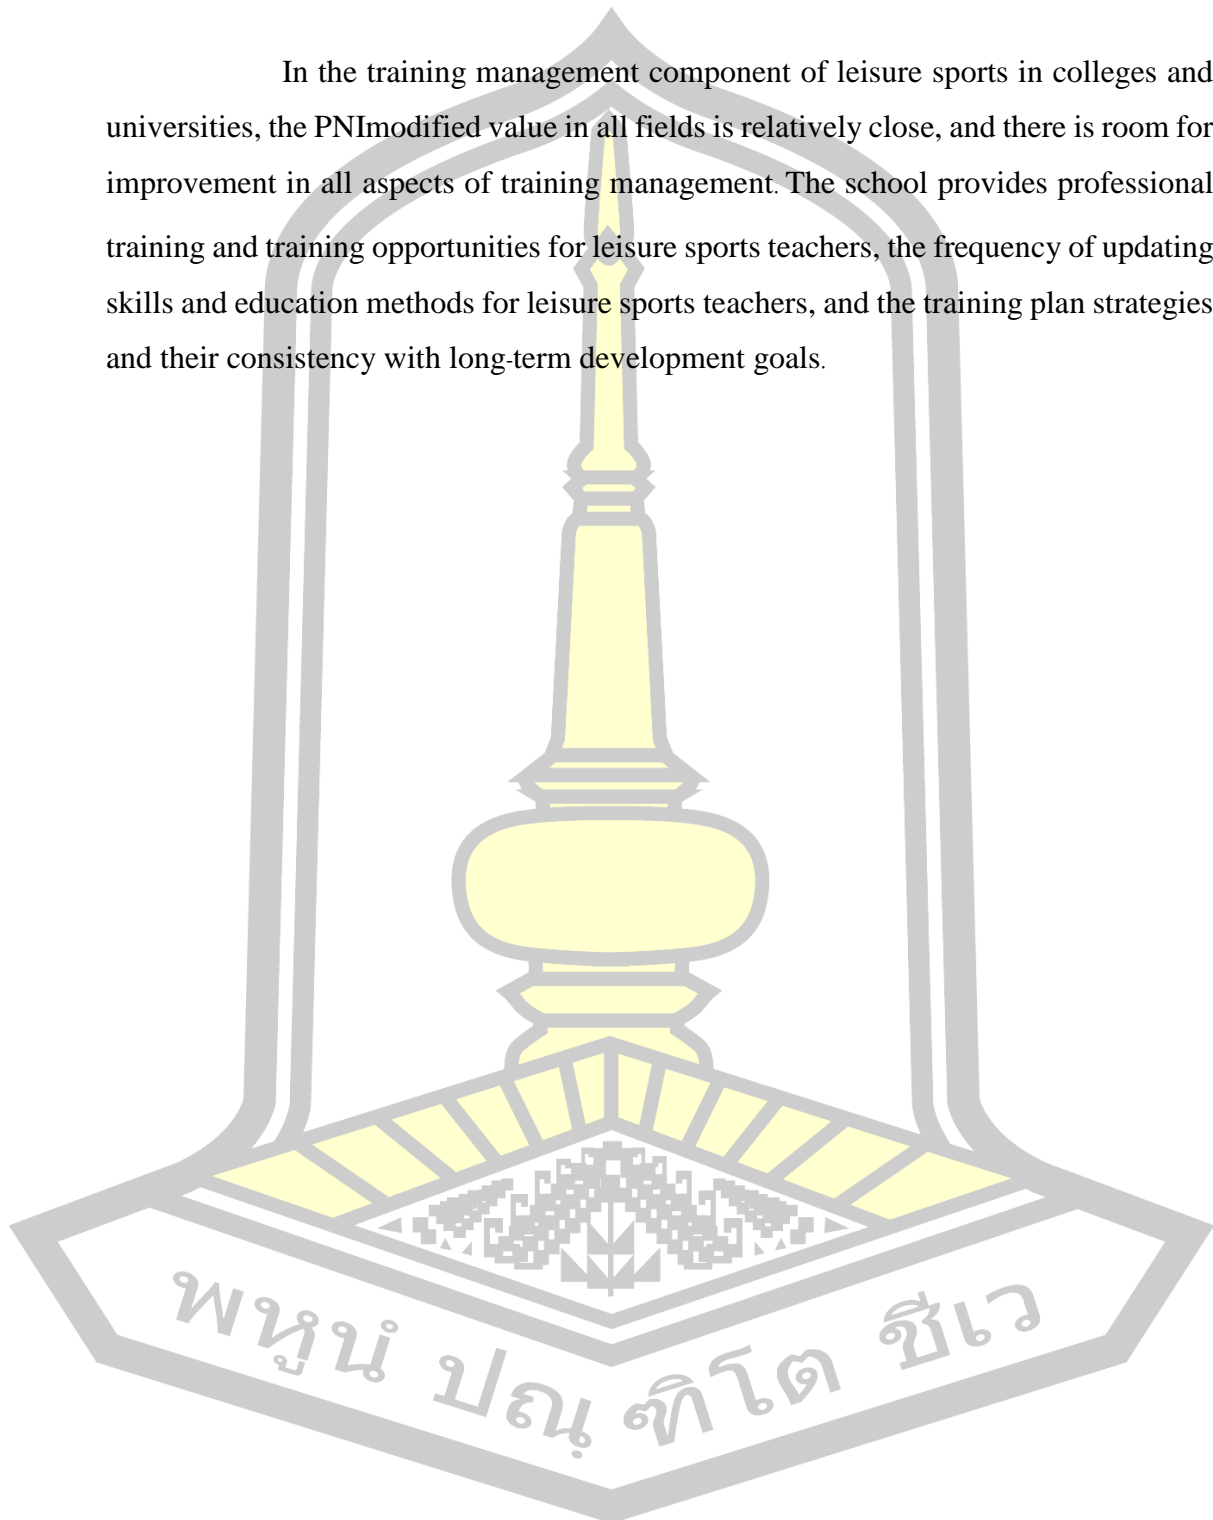 In the training management component of leisure sports in colleges and
universities, the PNImodified value in all fields is relatively close, and there is room for
improvement in all aspects of training management. The school provides professional
training and training opportunities for leisure sports teachers, the frequency of updating
skills and education methods for leisure sports teachers, and the training plan strategies
and their consistency with long-term development goals.
พหูนํ ปณฺ ฑิโต ชีเว